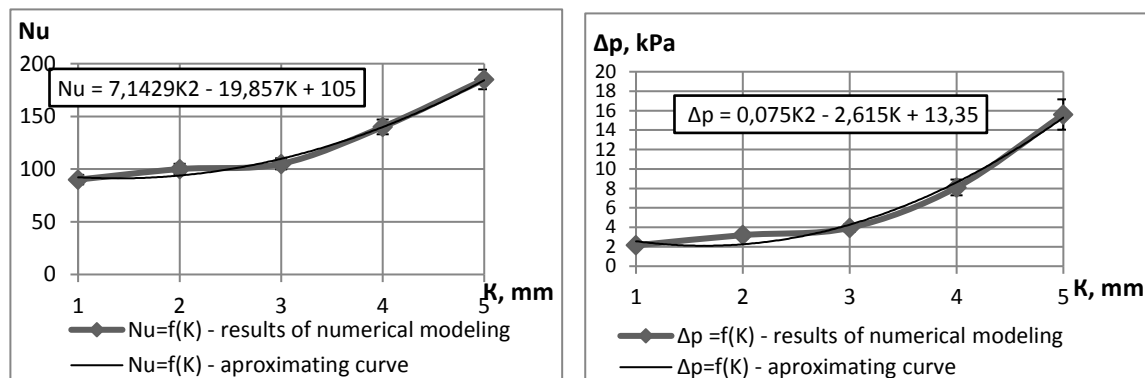 Nu
200
150
100
50
0
Nu = 7,1429K2 - 19,857K + 105
1 2 3 4 5
K, mm
Nu=f(K) - results of numerical modeling
Nu=f(K) - aproximating curve
Δp, kPa
20
18
16
14
12
10
8
6
4
2
0
Δp = 0,075K2 - 2,615K + 13,35
1 2 3 4 5
K, mm
Δp =f(K) - results of numerical modeling
Δp=f(K) - aproximating curve